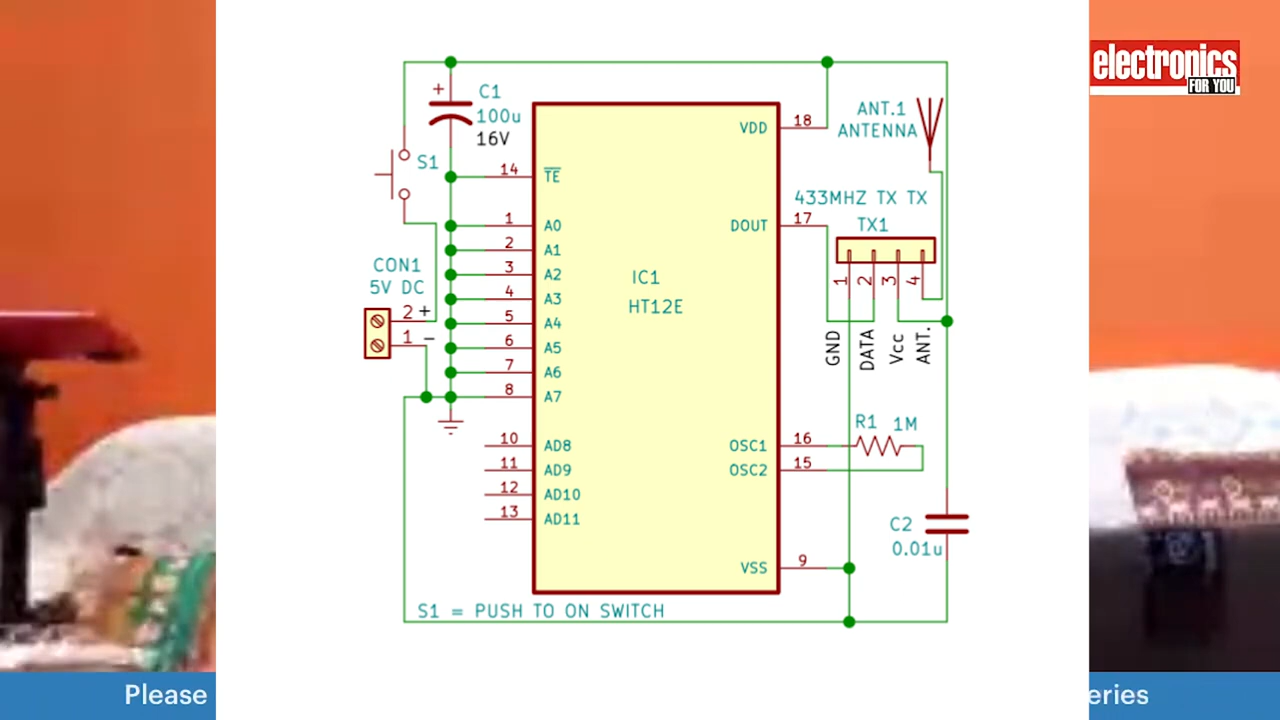 electronics
FOR YOU
+
C1
100u
16V
S1
CON1
5V DC
2 +
1 −
14 TE
1 A0
2 A1
3 A2
4 A3
5 A4
6 A5
7 A6
8 A7
10 AD8
11 AD9
12 AD10
13 AD11
IC1
HT12E
VDD 18
DOUT 17
OSC1 16
OSC2 15
VSS 9
ANT.1
ANTENNA
433MHZ TX TX
TX1
1 2 3 4
GND DATA Vcc ANT.
R1 1M
C2
0.01u
S1 = PUSH TO ON SWITCH
Please
eries